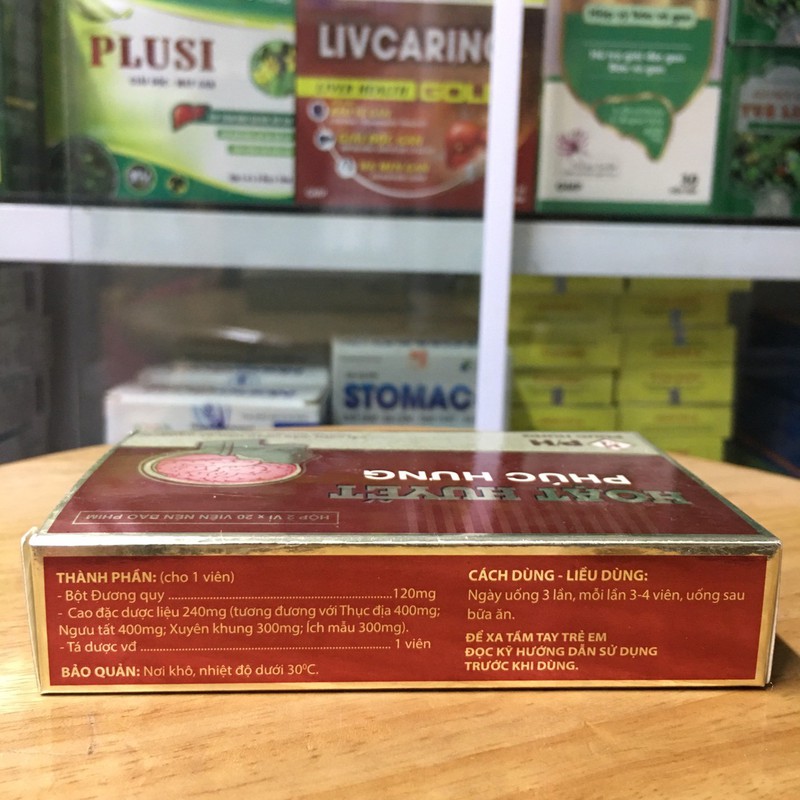 PLUSI
LIVCARING
LIVER HEALTH
GOLD
STOMAC
HOẠT HUYẾT
PHÚC HƯNG
HỘP 2 VỈ x 20 VIÊN NÉN BAO PHIM
THÀNH PHẦN: (cho 1 viên)
- Bột Đương quy ........................................................120mg
- Cao đặc dược liệu 240mg (tương đương với Thục địa 400mg;
Ngưu tất 400mg; Xuyên khung 300mg; Ích mẫu 300mg).
- Tá dược vđ ............................................................ 1 viên
BẢO QUẢN: Nơi khô, nhiệt độ dưới 30⁰C.
CÁCH DÙNG - LIỀU DÙNG:
Ngày uống 3 lần, mỗi lần 3-4 viên, uống sau
bữa ăn.
ĐỂ XA TẦM TAY TRẺ EM
ĐỌC KỸ HƯỚNG DẪN SỬ DỤNG
TRƯỚC KHI DÙNG.